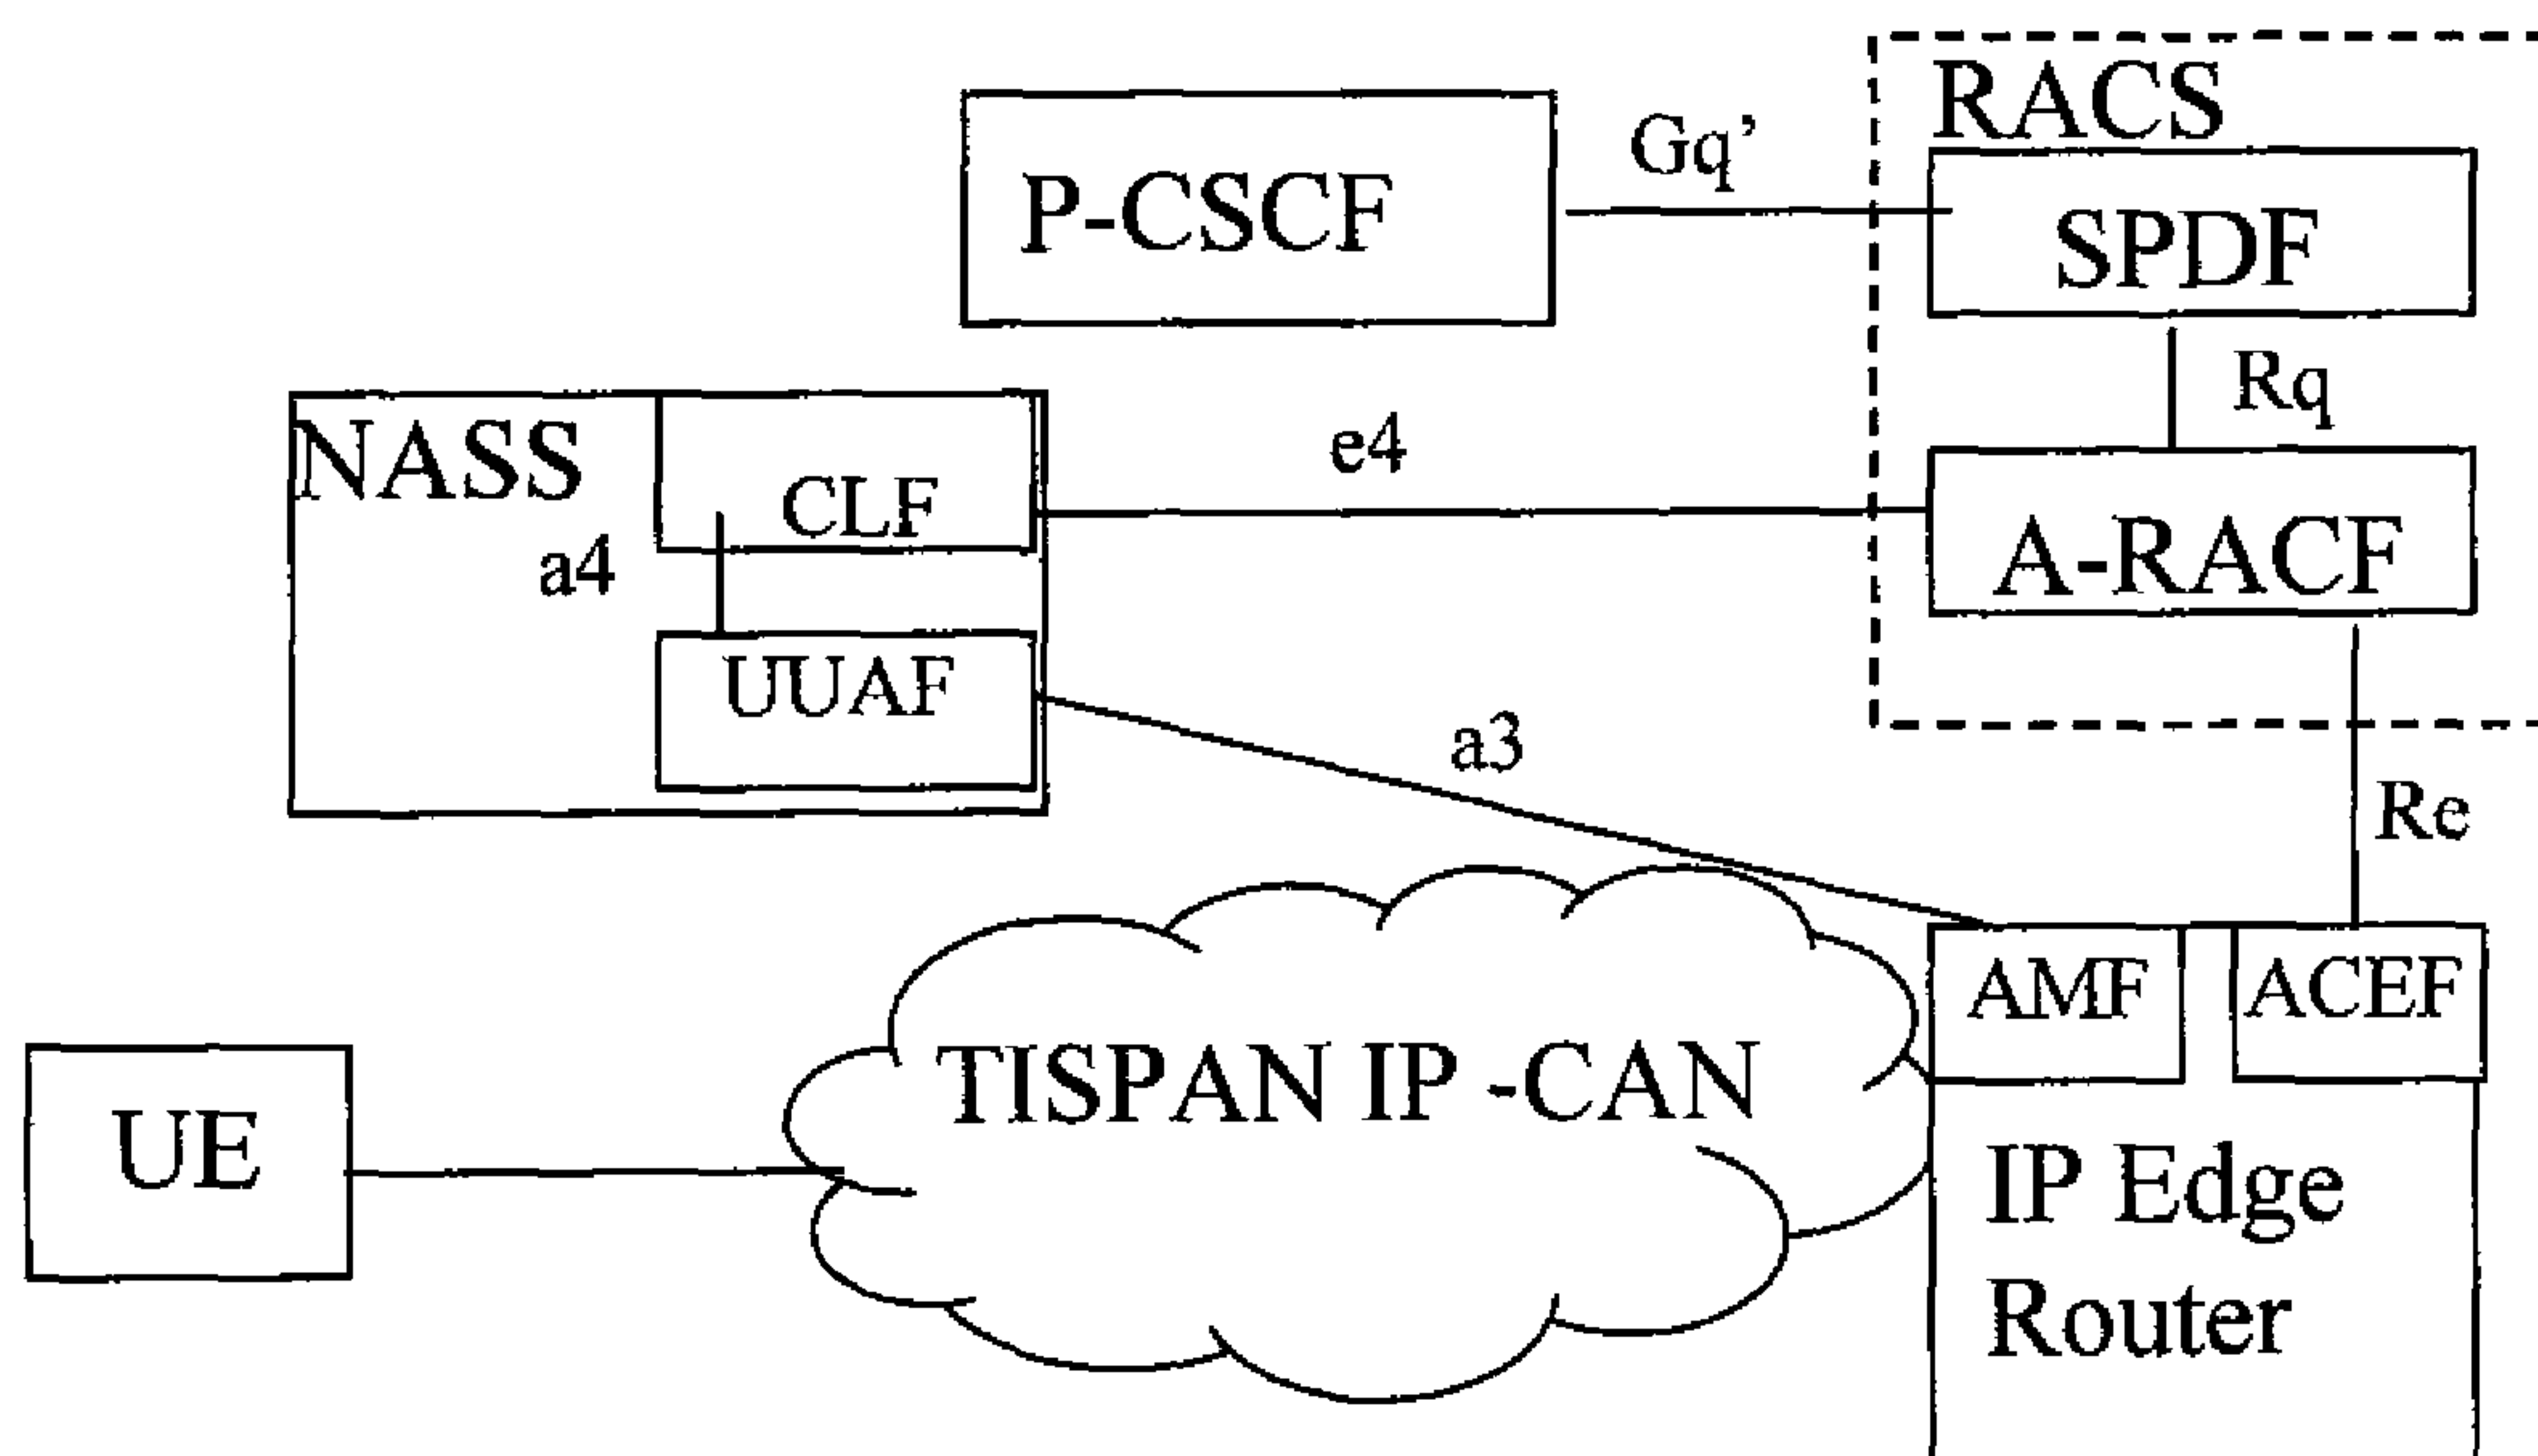 RACS
Gq’
P-CSCF
SPDF
Rq
NASS
CLF
e4
A-RACF
a4
UUAF
a3
Re
AMF
ACEF
TISPAN IP -CAN
UE
IP Edge
Router